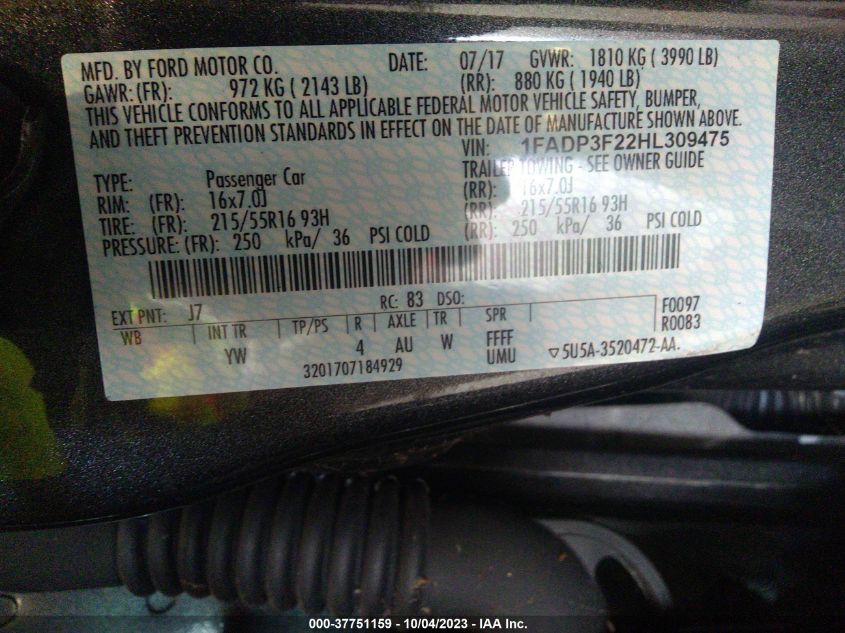 MFD. BY FORD MOTOR CO. DATE: 07/17 GVWR: 1810 KG ( 3990 LB)
GAWR: (FR): 972 KG ( 2143 LB) (RR): 880 KG ( 1940 LB)
THIS VEHICLE CONFORMS TO ALL APPLICABLE FEDERAL MOTOR VEHICLE SAFETY, BUMPER,
AND THEFT PREVENTION STANDARDS IN EFFECT ON THE DATE OF MANUFACTURE SHOWN ABOVE.
VIN: 1FADP3F22HL309475
TYPE: Passenger Car TRAILER TOWING - SEE OWNER GUIDE
RIM: (FR): 16x7.0J (RR): 16x7.0J
TIRE: (FR): 215/55R16 93H (RR): 215/55R16 93H
PRESSURE: (FR): 250 kPa/ 36 PSI COLD (RR): 250 kPa/ 36 PSI COLD
EXT PNT: J7 RC: 83 DSO: F0097
WB INT TR TP/PS R AXLE TR SPR R0083
YW 4 AU W FFFF
UMU
3201707184929 ▽5U5A-3520472-AA.
000-37751159 - 10/04/2023 - IAA Inc.